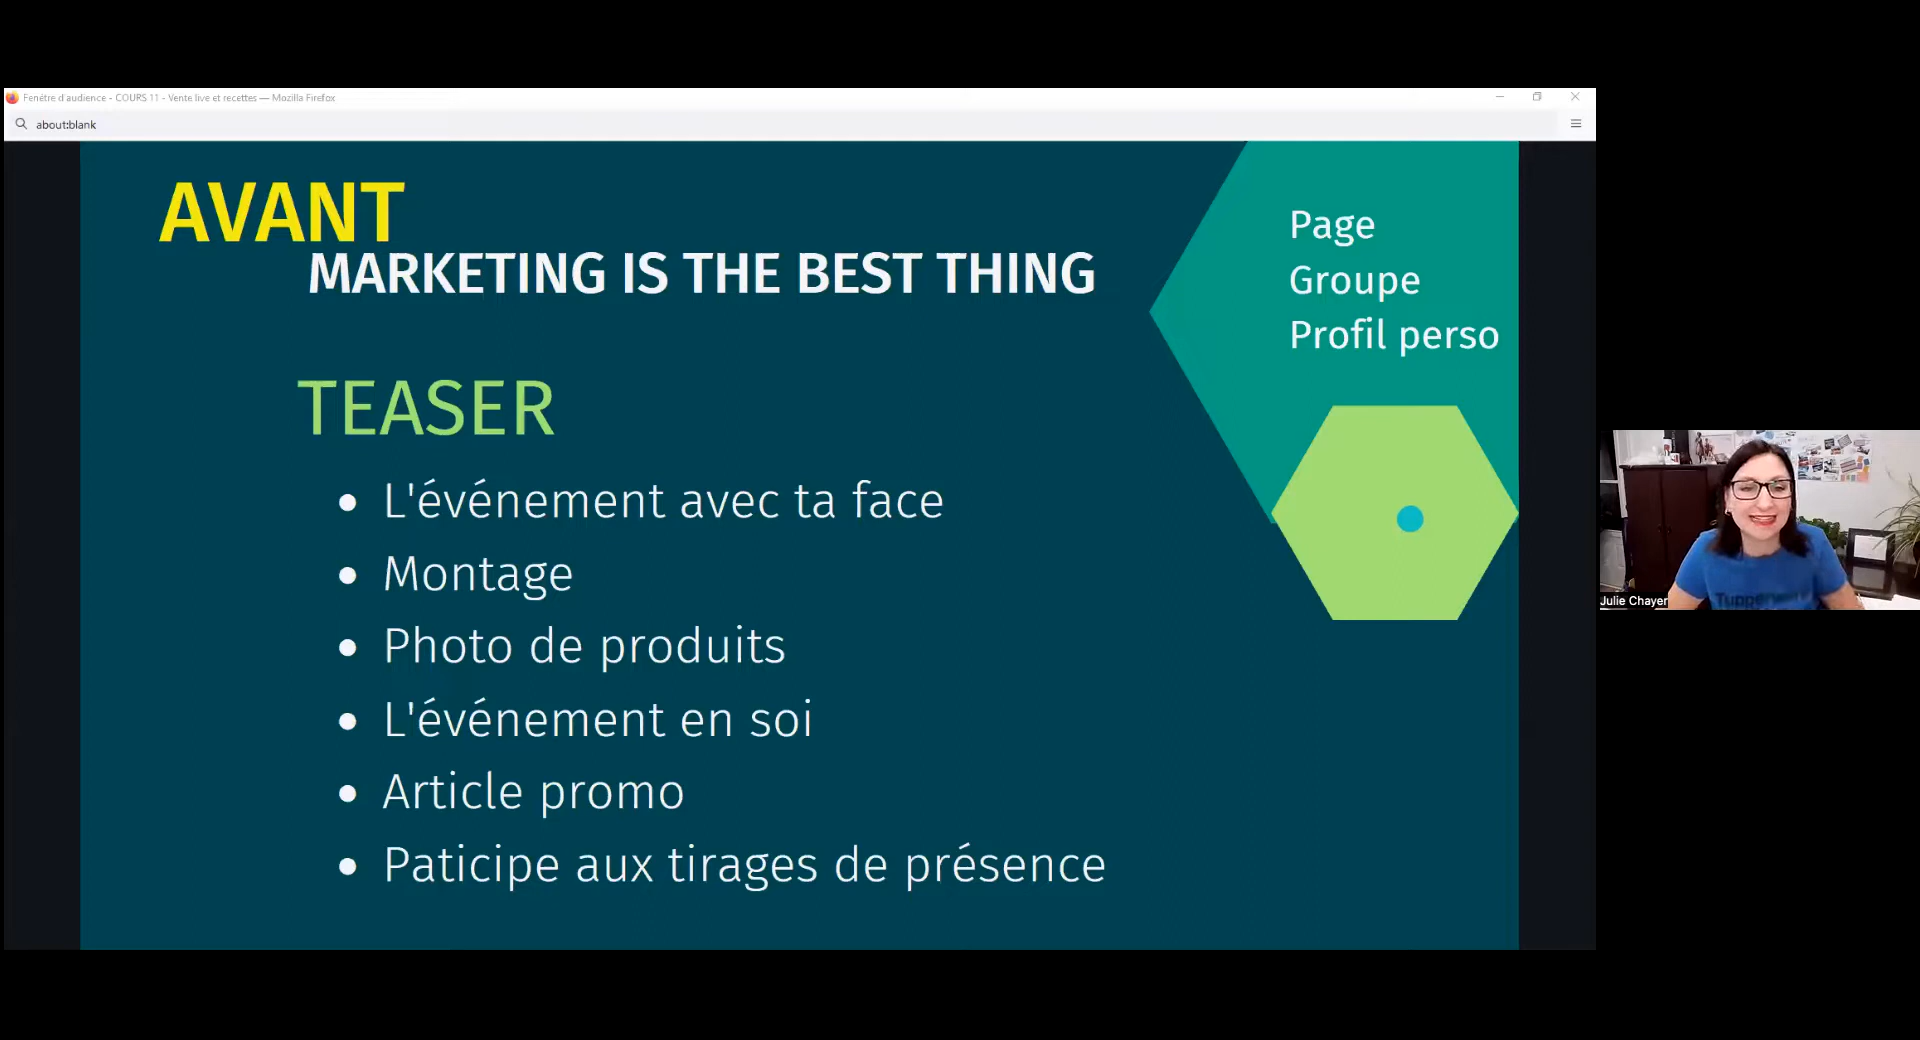 Fenêtre d'audience - COURS 11 - Vente live et recettes — Mozilla Firefox
about:blank
AVANT
MARKETING IS THE BEST THING
Page
Groupe
Profil perso
TEASER
• L'événement avec ta face
• Montage
• Photo de produits
• L'événement en soi
• Article promo
• Paticipe aux tirages de présence
Julie Chayer